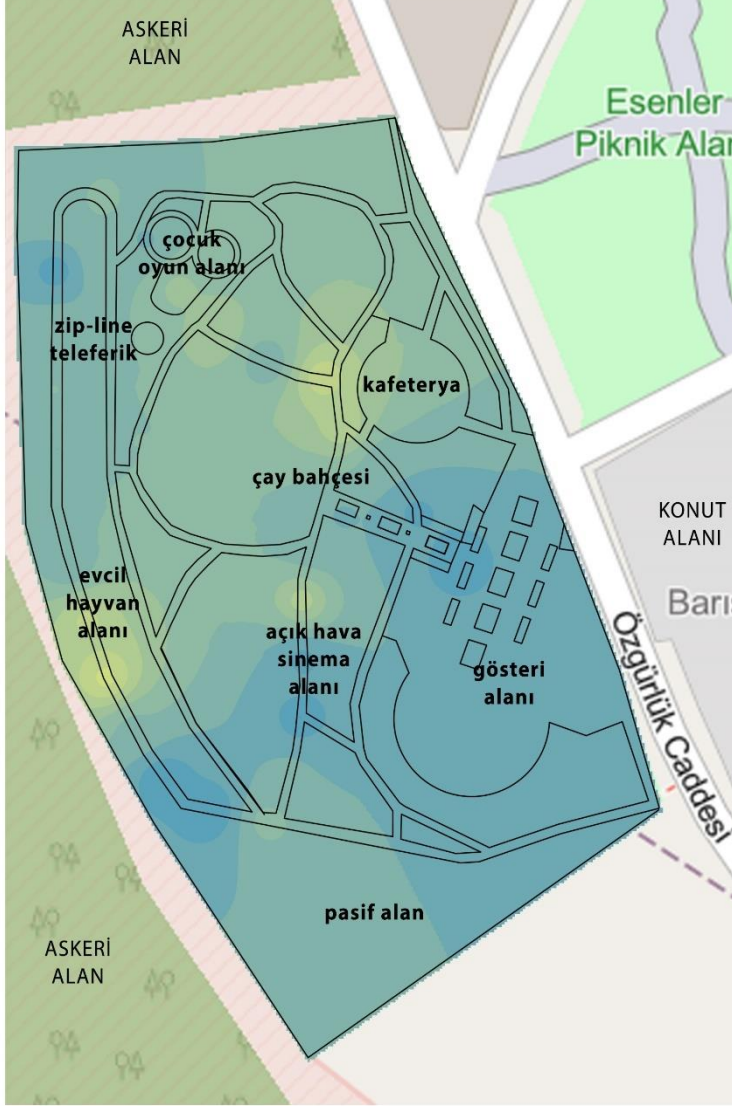 ASKERİ
ALAN
Esenler
Piknik Alan
çocuk
oyun alanı
zip-line
teleferik
kafeterya
çay bahçesi
KONUT
ALANI
evcil
hayvan
alanı
Barış
açık hava
sinema
alanı
gösteri
alanı
Özgürlük Caddesi
pasif alan
ASKERİ
ALAN